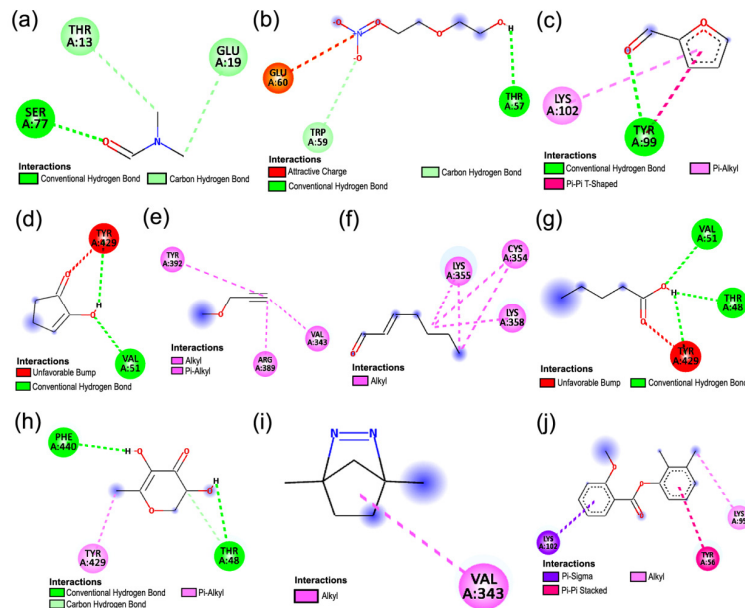 (a)
THR
A:13
GLU
A:19
SER
A:77
O
N
Interactions
Conventional Hydrogen Bond
Carbon Hydrogen Bond
(b)
GLU
A:60
TRP
A:59
THR
A:57
O
N
O
O
O
H
Interactions
Attractive Charge
Conventional Hydrogen Bond
Carbon Hydrogen Bond
(c)
O
O
LYS
A:102
TYR
A:99
Interactions
Conventional Hydrogen Bond
Pi-Pi T-Shaped
Pi-Alkyl
(d)
TYR
A:429
O
H
O
VAL
A:51
Interactions
Unfavorable Bump
Conventional Hydrogen Bond
(e)
TYR
A:392
O
VAL
A:343
ARG
A:389
Interactions
Alkyl
Pi-Alkyl
(f)
LYS
A:355
CYS
A:354
LYS
A:358
O
Interactions
Alkyl
(g)
VAL
A:51
O
H
THR
A:48
O
TYR
A:429
Interactions
Unfavorable Bump
Conventional Hydrogen Bond
(h)
PHE
A:440
H
O
O
H
O
O
TYR
A:429
THR
A:48
Interactions
Conventional Hydrogen Bond
Carbon Hydrogen Bond
Pi-Alkyl
(i)
N
N
VAL
A:343
Interactions
Alkyl
(j)
O
O
O
LYS
A:102
LYS
A:95
TYR
A:56
Interactions
Pi-Sigma
Pi-Pi Stacked
Alkyl